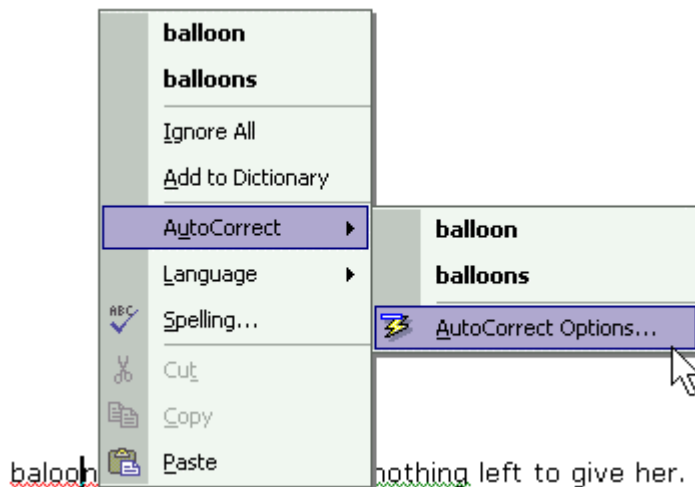 balloon
balloons
Ignore All
Add to Dictionary
AutoCorrect
balloon
balloons
AutoCorrect Options...
Language
ABC
Spelling...
Cut
Copy
Paste
baloon nothing left to give her.